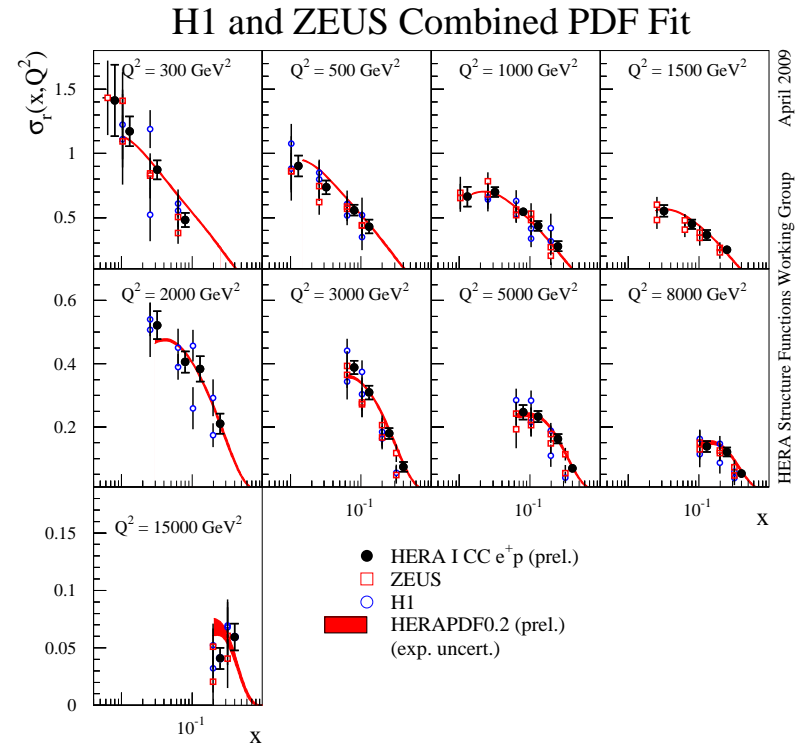 H1 and ZEUS Combined PDF Fit
σr(x,Q²)
April 2009
HERA Structure Functions Working Group
Q² = 300 GeV²
Q² = 500 GeV²
Q² = 1000 GeV²
Q² = 1500 GeV²
1.5
1
0.5
Q² = 2000 GeV²
Q² = 3000 GeV²
Q² = 5000 GeV²
Q² = 8000 GeV²
0.6
0.4
0.2
10⁻¹
10⁻¹
10⁻¹
x
Q² = 15000 GeV²
0.15
0.1
0.05
0
10⁻¹
x
HERA I CC e⁺p (prel.)
ZEUS
H1
HERAPDF0.2 (prel.)
(exp. uncert.)